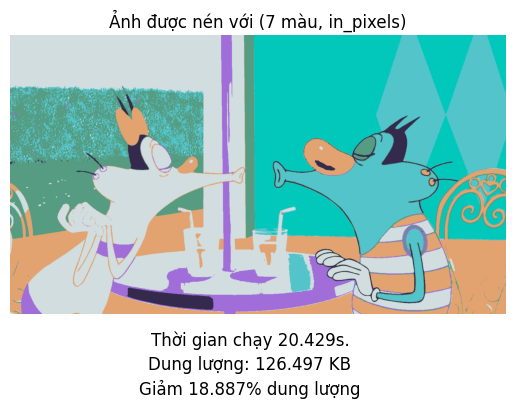 Ảnh được nén với (7 màu, in_pixels)
Thời gian chạy 20.429s.
Dung lượng: 126.497 KB
Giảm 18.887% dung lượng